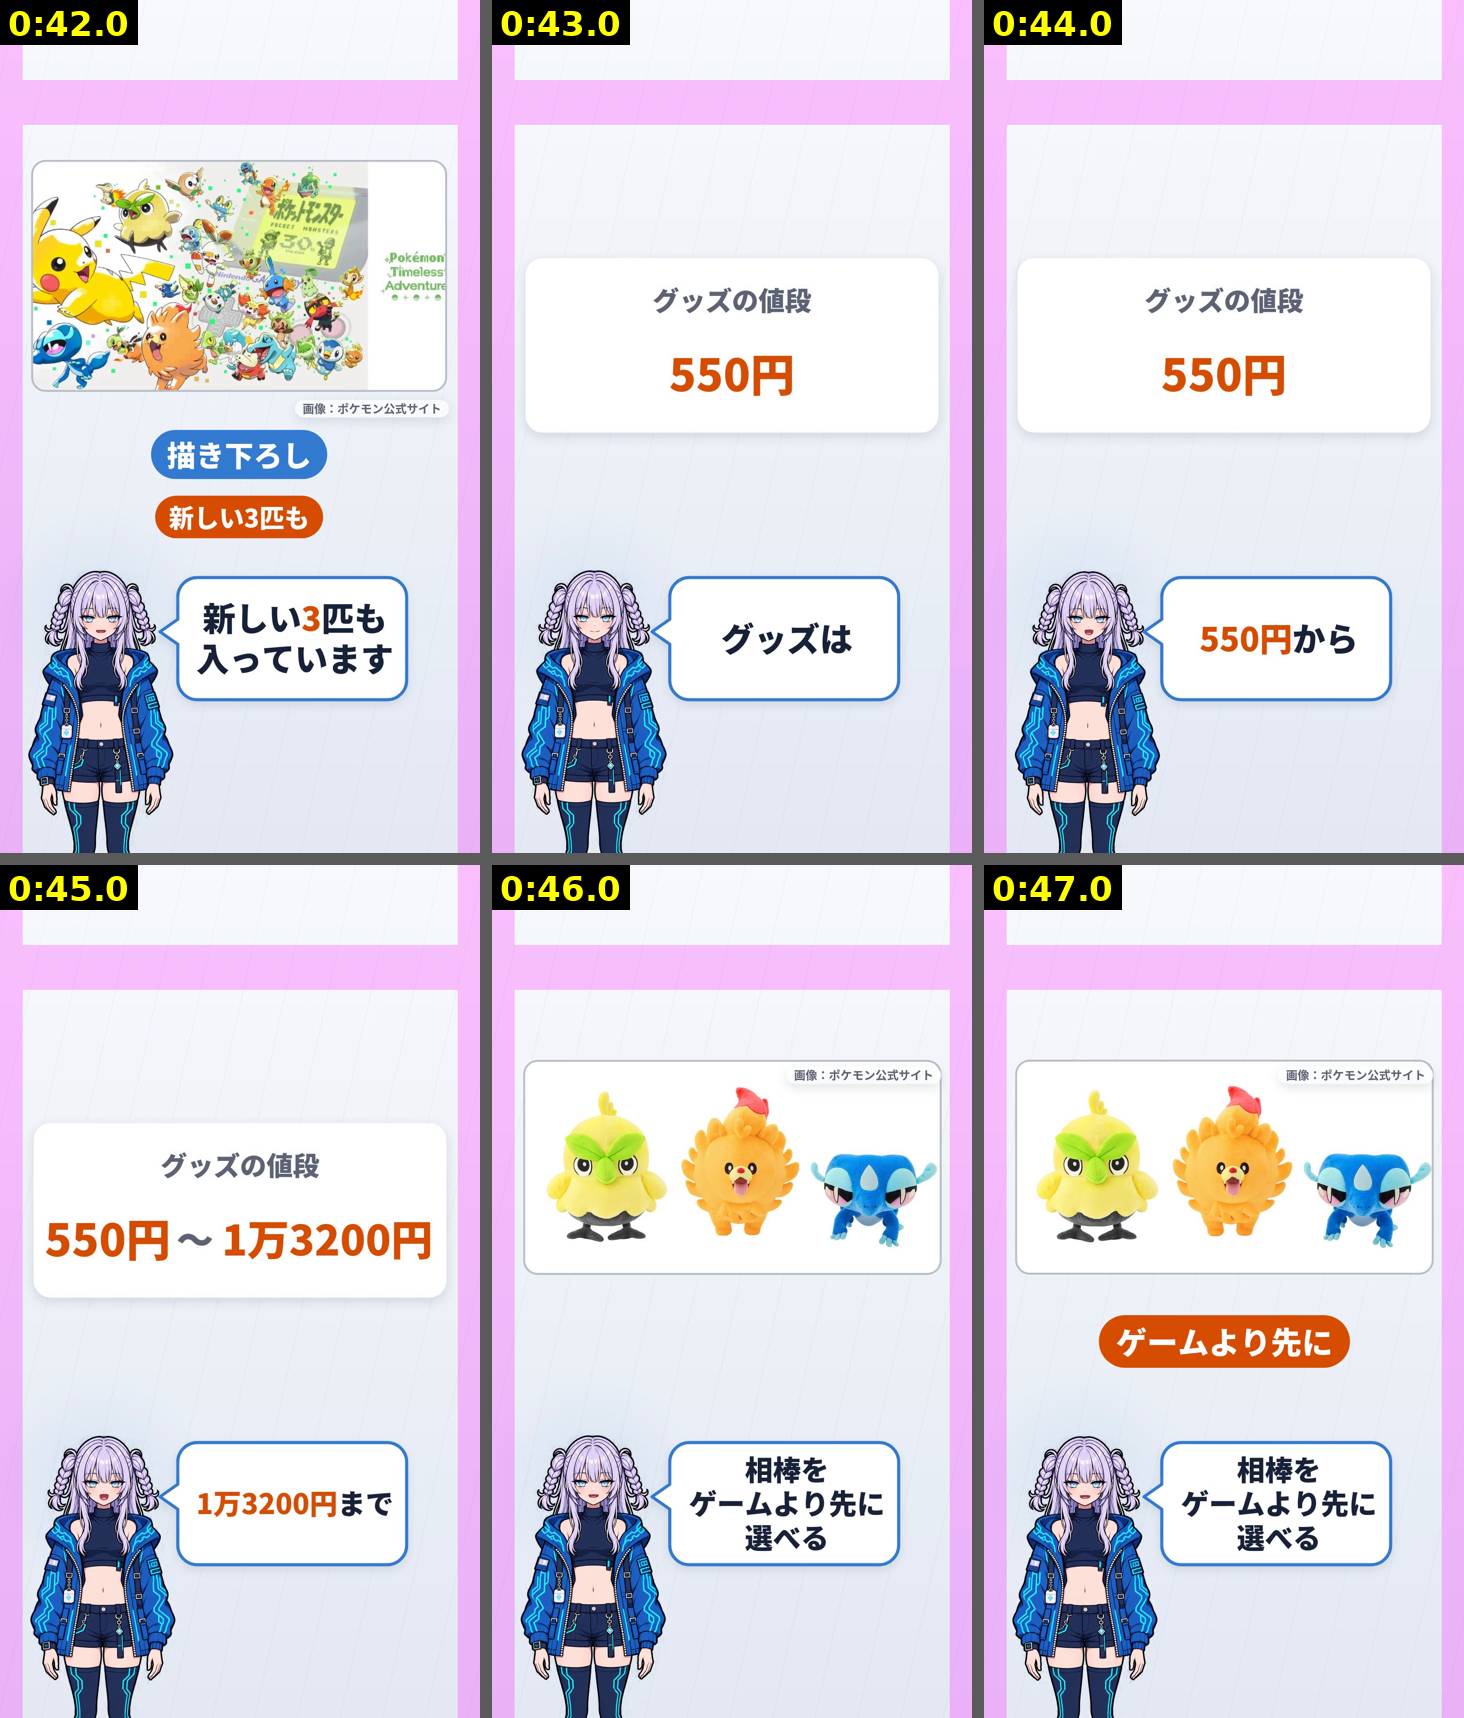 0:42.0
ポケットモンスター
POCKET MONSTERS
30
Pokémon
Timeless
Adventure
画像：ポケモン公式サイト
描き下ろし
新しい3匹も
新しい3匹も
入っています
0:43.0
グッズの値段
550円
グッズは
0:44.0
グッズの値段
550円
550円から
0:45.0
グッズの値段
550円～1万3200円
1万3200円まで
0:46.0
画像：ポケモン公式サイト
相棒を
ゲームより先に
選べる
0:47.0
画像：ポケモン公式サイト
ゲームより先に
相棒を
ゲームより先に
選べる